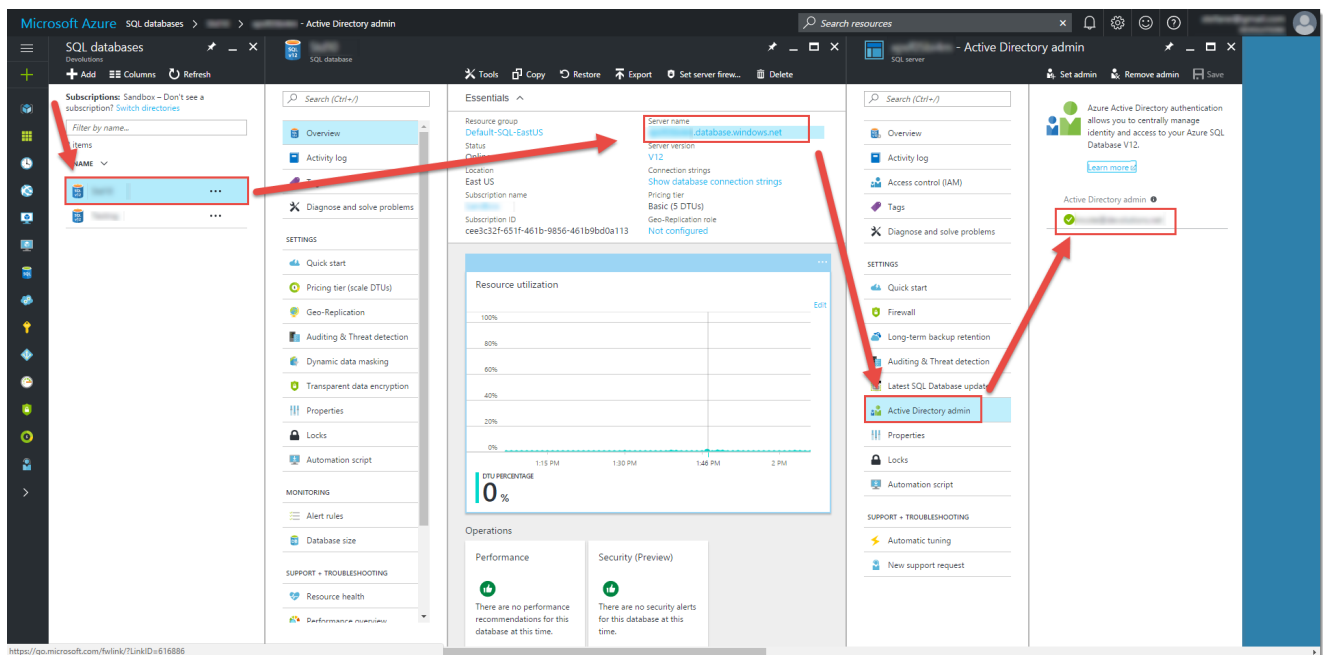 Microsoft Azure SQL databases > > - Active Directory admin
Search resources
SQL databases
Devolutions
Add Columns Refresh
Subscriptions: Sandbox – Don't see a
subscription? Switch directories
Filter by name...
items
NAME
SQL database
Tools Copy Restore Export Set server firew... Delete
Search (Ctrl+/)
Overview
Activity log
Diagnose and solve problems
SETTINGS
Quick start
Pricing tier (scale DTUs)
Geo-Replication
Auditing & Threat detection
Dynamic data masking
Transparent data encryption
Properties
Locks
Automation script
MONITORING
Alert rules
Database size
SUPPORT + TROUBLESHOOTING
Resource health
Performance overview
Essentials
Resource group
Default-SQL-EastUS
Status
Online
Location
East US
Subscription name
Subscription ID
cee3c32f-651f-461b-9856-461b9bd0a113
Server name
.database.windows.net
Server version
V12
Connection strings
Show database connection strings
Pricing tier
Basic (5 DTUs)
Geo-Replication role
Not configured
...
Resource utilization
Edit
100%
80%
60%
40%
20%
0%
1:15 PM 1:30 PM 1:46 PM 2 PM
DTU PERCENTAGE
0 %
Operations
Performance
There are no performance
recommendations for this
database at this time.
Security (Preview)
There are no security alerts
for this database at this
time.
- Active Directory admin
SQL server
Set admin Remove admin Save
Search (Ctrl+/)
Overview
Activity log
Access control (IAM)
Tags
Diagnose and solve problems
SETTINGS
Quick start
Firewall
Long-term backup retention
Auditing & Threat detection
Latest SQL Database update
Active Directory admin
Properties
Locks
Automation script
SUPPORT + TROUBLESHOOTING
Automatic tuning
New support request
Azure Active Directory authentication
allows you to centrally manage
identity and access to your Azure SQL
Database V12.
Learn more
Active Directory admin
https://go.microsoft.com/fwlink/?LinkID=616886